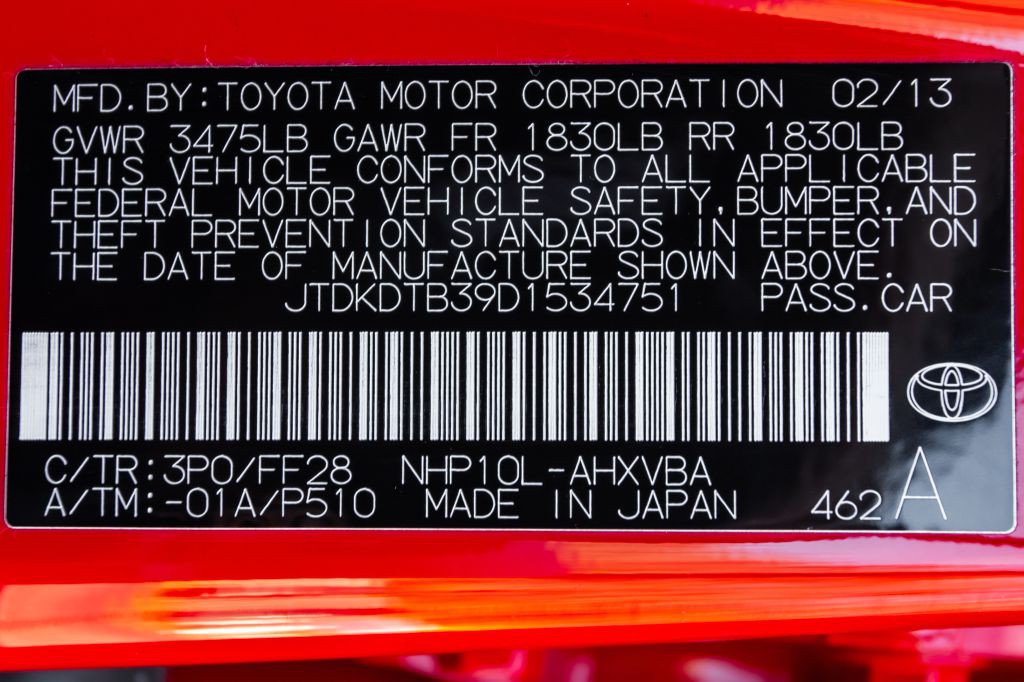 MFD.BY:TOYOTA MOTOR CORPORATION 02/13
GVWR 3475LB GAWR FR 1830LB RR 1830LB
THIS VEHICLE CONFORMS TO ALL APPLICABLE
FEDERAL MOTOR VEHICLE SAFETY,BUMPER,AND
THEFT PREVENTION STANDARDS IN EFFECT ON
THE DATE OF MANUFACTURE SHOWN ABOVE.
JTDKDTB39D1534751 PASS.CAR
C/TR:3P0/FF28 NHP10L-AHXVBA
A/TM:-01A/P510 MADE IN JAPAN 462 A